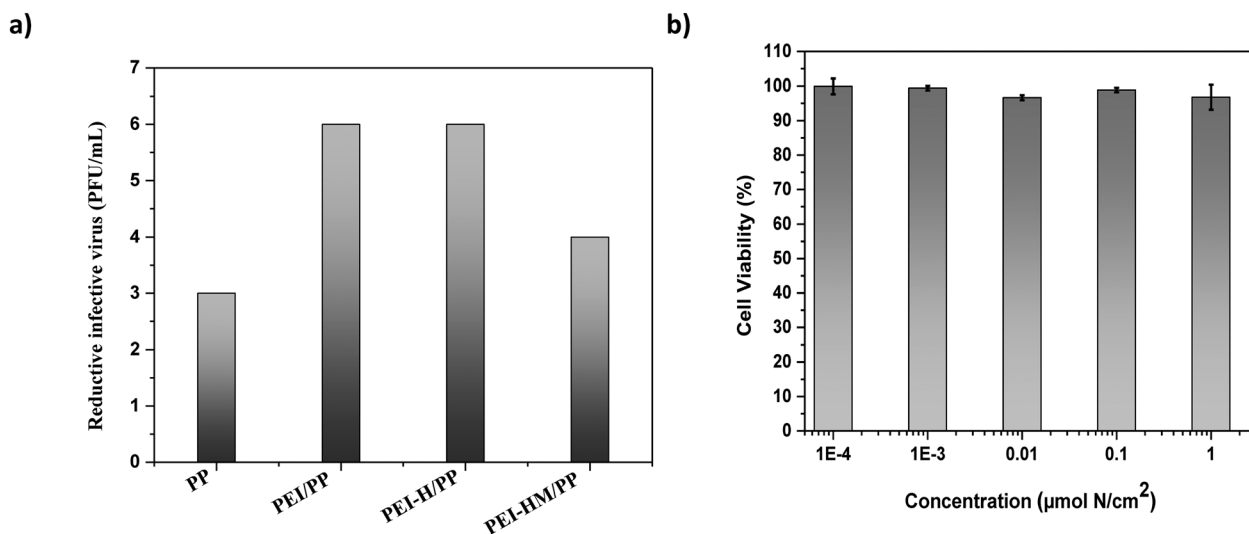 a)
Reductive infective virus (PFU/mL)
7
6
5
4
3
2
1
0
PP
PEI/PP
PEI-H/PP
PEI-HM/PP
b)
Cell Viability (%)
110
100
90
80
70
60
50
40
30
20
10
0
1E-4 1E-3 0.01 0.1 1
Concentration (µmol N/cm²)